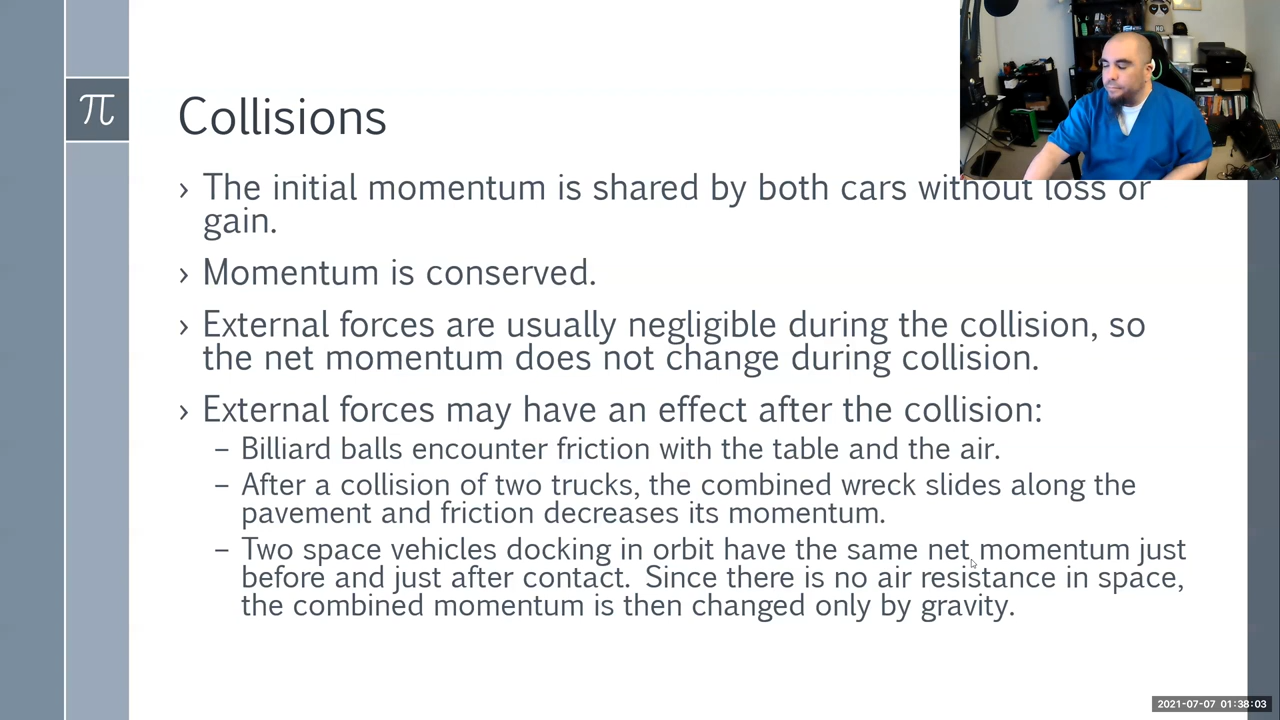 π
Collisions
› The initial momentum is shared by both cars without loss or
gain.
› Momentum is conserved.
› External forces are usually negligible during the collision, so
the net momentum does not change during collision.
› External forces may have an effect after the collision:
– Billiard balls encounter friction with the table and the air.
– After a collision of two trucks, the combined wreck slides along the
pavement and friction decreases its momentum.
– Two space vehicles docking in orbit have the same net momentum just
before and just after contact.  Since there is no air resistance in space,
the combined momentum is then changed only by gravity.
2021-07-07 01:38:03